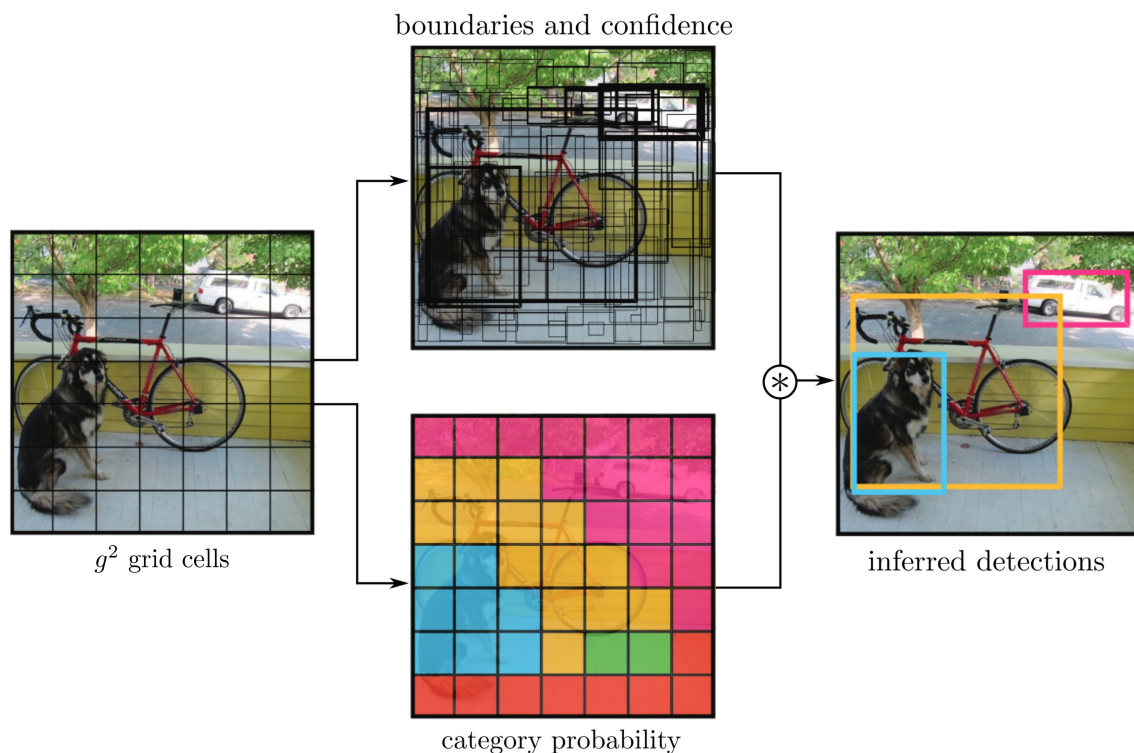 boundaries and confidence
g² grid cells
inferred detections
category probability